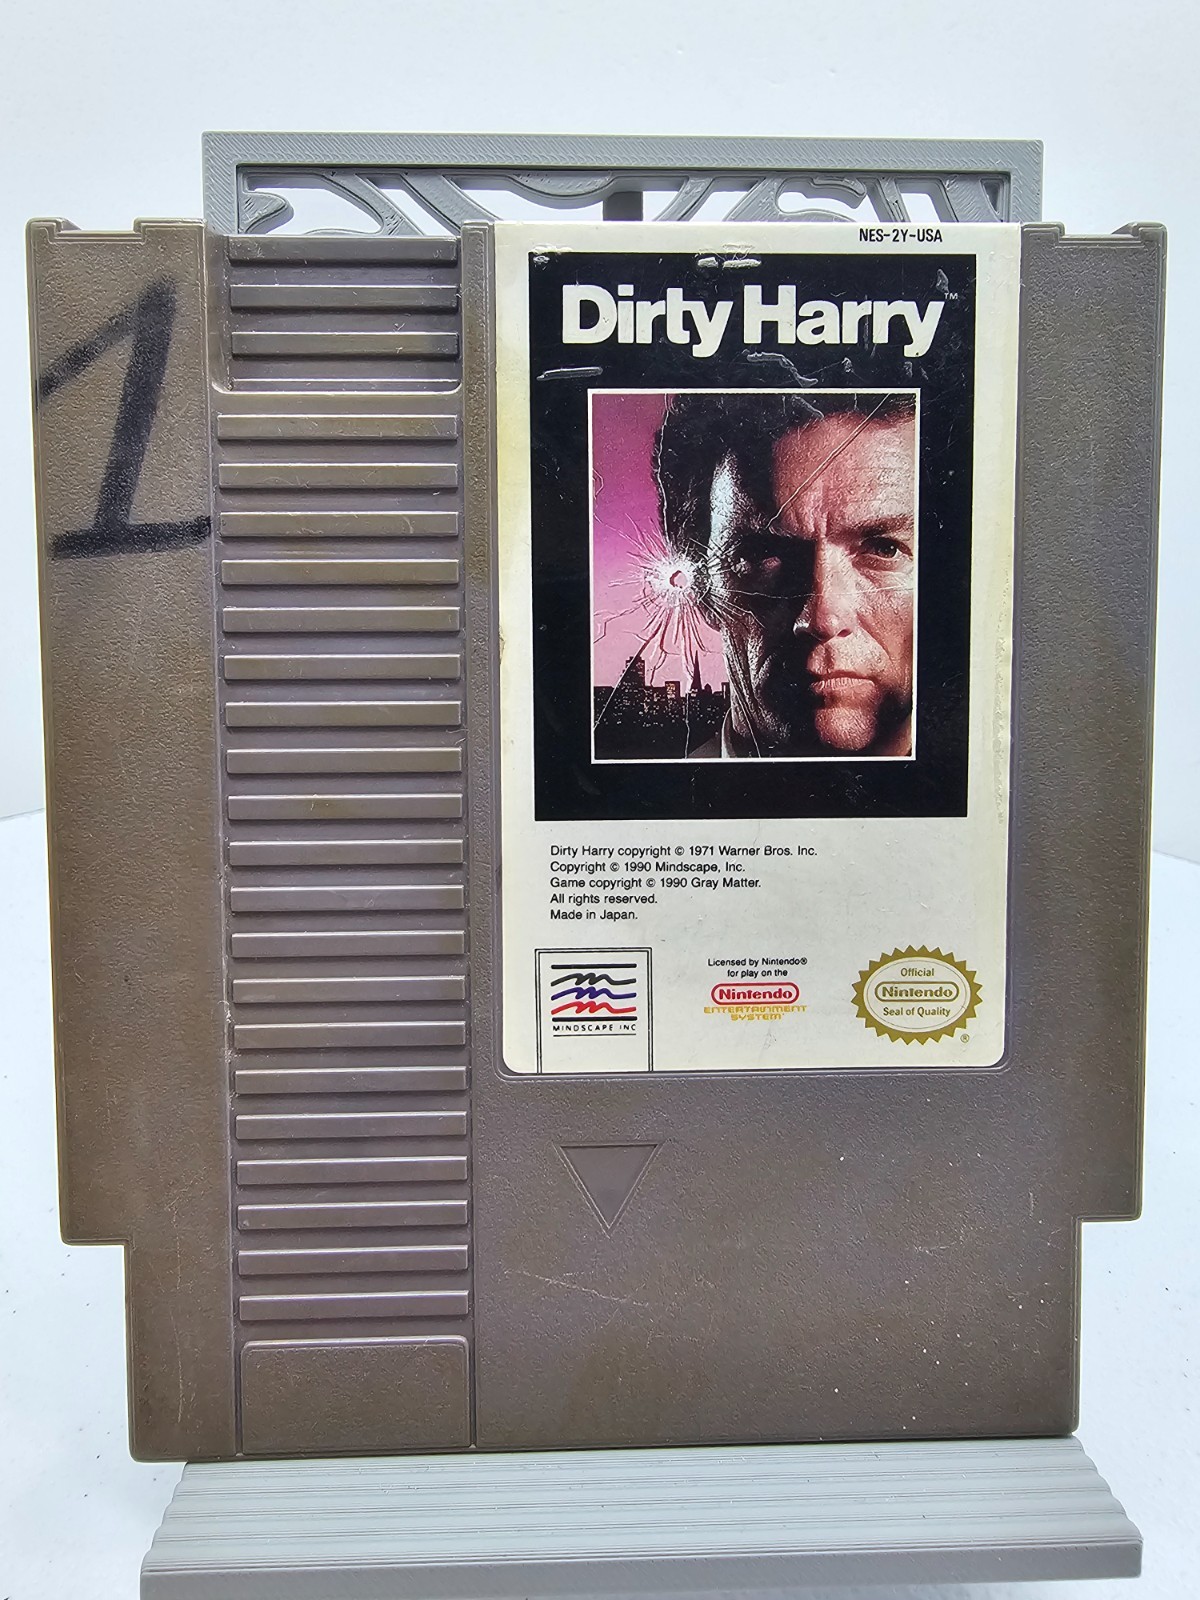 1
NES-2Y-USA
Dirty Harry™
Dirty Harry copyright © 1971 Warner Bros. Inc.
Copyright © 1990 Mindscape, Inc.
Game copyright © 1990 Gray Matter.
All rights reserved.
Made in Japan.
MINDSCAPE INC
Licensed by Nintendo®
for play on the
Nintendo
ENTERTAINMENT
SYSTEM™
Official
Nintendo
Seal of Quality
®